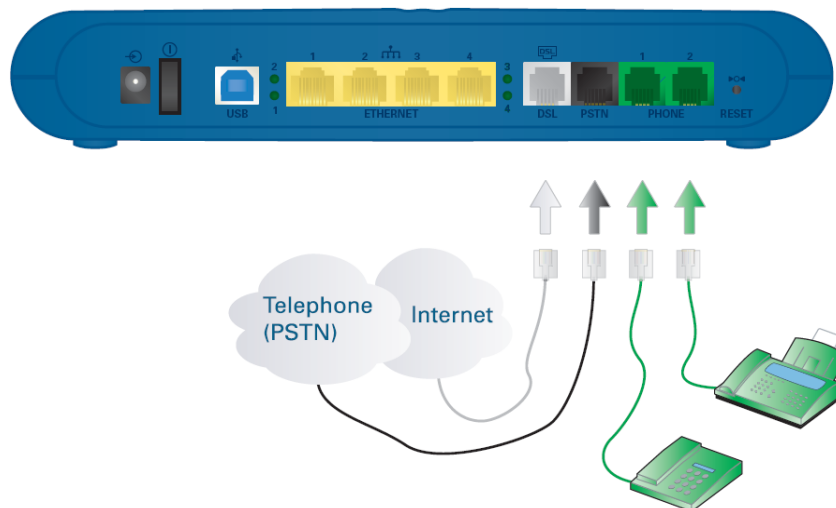 1 2 3 4 DSL 1 2
2 3
1 4
USB ETHERNET DSL PSTN PHONE RESET
Telephone
(PSTN)
Internet